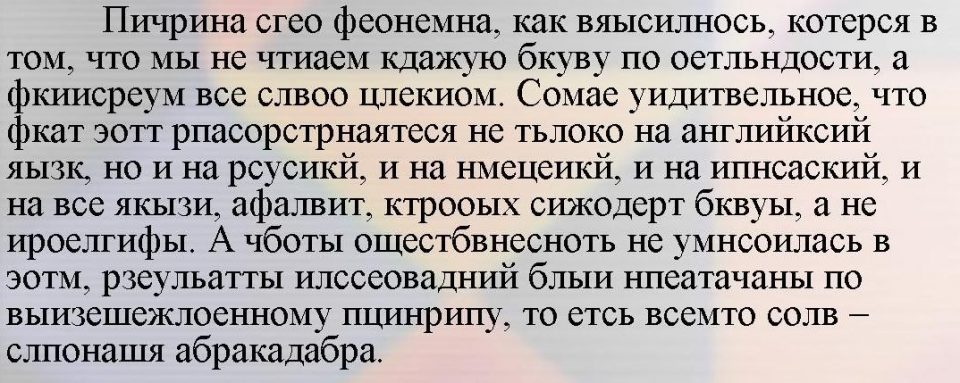 Пичрина сгео феонемна, как вяысилнось, котерся в
том, что мы не чтиаем кдажую бкуву по оетльндости, а
фкиисреум все слвоо цлекиом. Сомае уидитвельное, что
фкат эотт рпасорстрнаятеся не тьлоко на английксий
яызк, но и на рсусикй, и на нмецеикй, и на ипнсаский, и
на все якызи, афалвит, ктрооых сижодерт бквуы, а не
ироелгифы. А чботы ощестбвнесноть не умнсоилась в
эотм, рзеульатты илссеовадний блыи нпеатачаны по
выизешежлоенному пцинрипу, то етсь всемто солв –
слпонашя абракадабра.